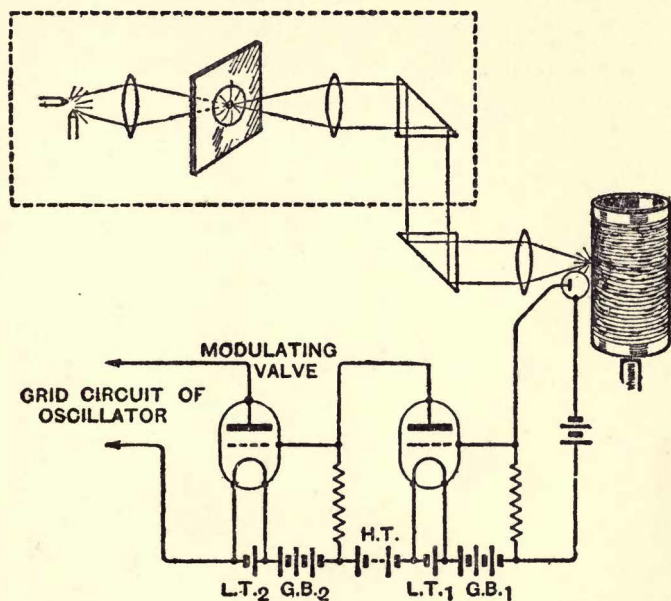 MODULATING
VALVE
GRID CIRCUIT OF
OSCILLATOR
H.T.
L.T.2 G.B.2 L.T.1 G.B.1